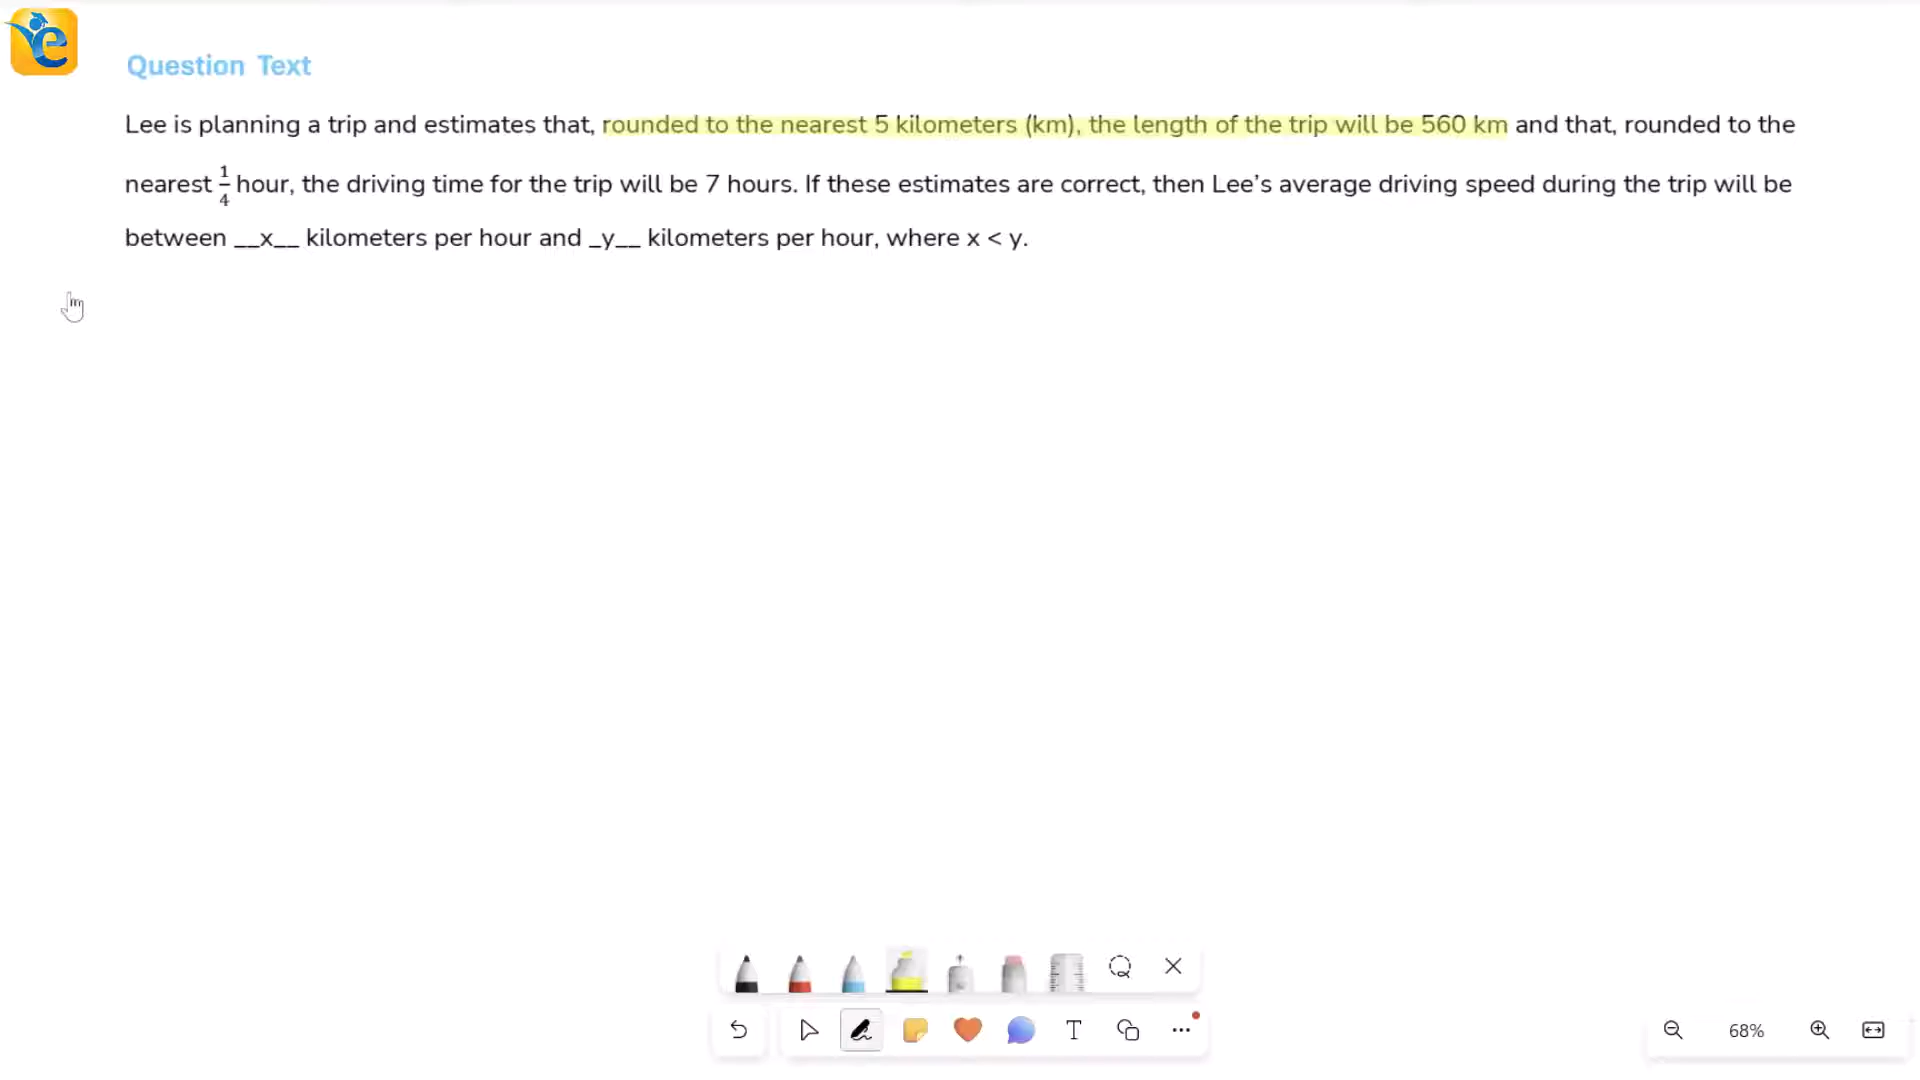 Question Text
Lee is planning a trip and estimates that, rounded to the nearest 5 kilometers (km), the length of the trip will be 560 km and that, rounded to the
nearest 1/4 hour, the driving time for the trip will be 7 hours. If these estimates are correct, then Lee's average driving speed during the trip will be
between __x__ kilometers per hour and _y__ kilometers per hour, where x < y.
68%